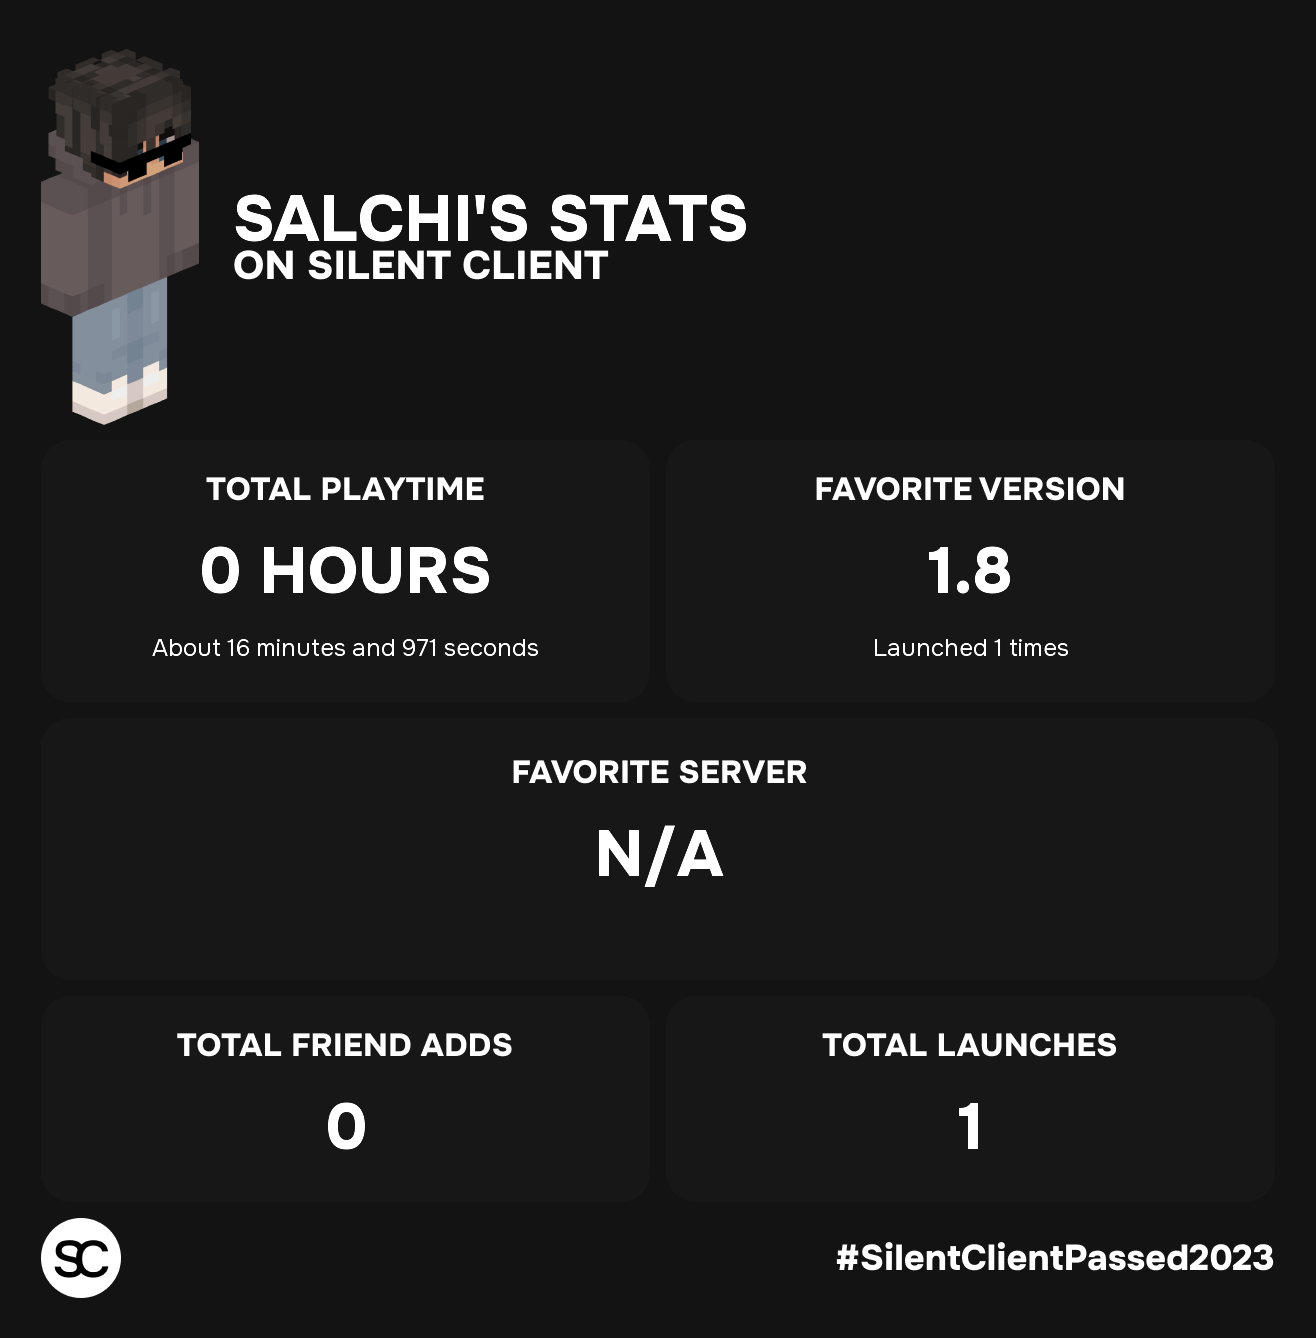 SALCHI'S STATS
ON SILENT CLIENT
TOTAL PLAYTIME
0 HOURS
About 16 minutes and 971 seconds
FAVORITE VERSION
1.8
Launched 1 times
FAVORITE SERVER
N/A
TOTAL FRIEND ADDS
0
TOTAL LAUNCHES
1
SC
#SilentClientPassed2023